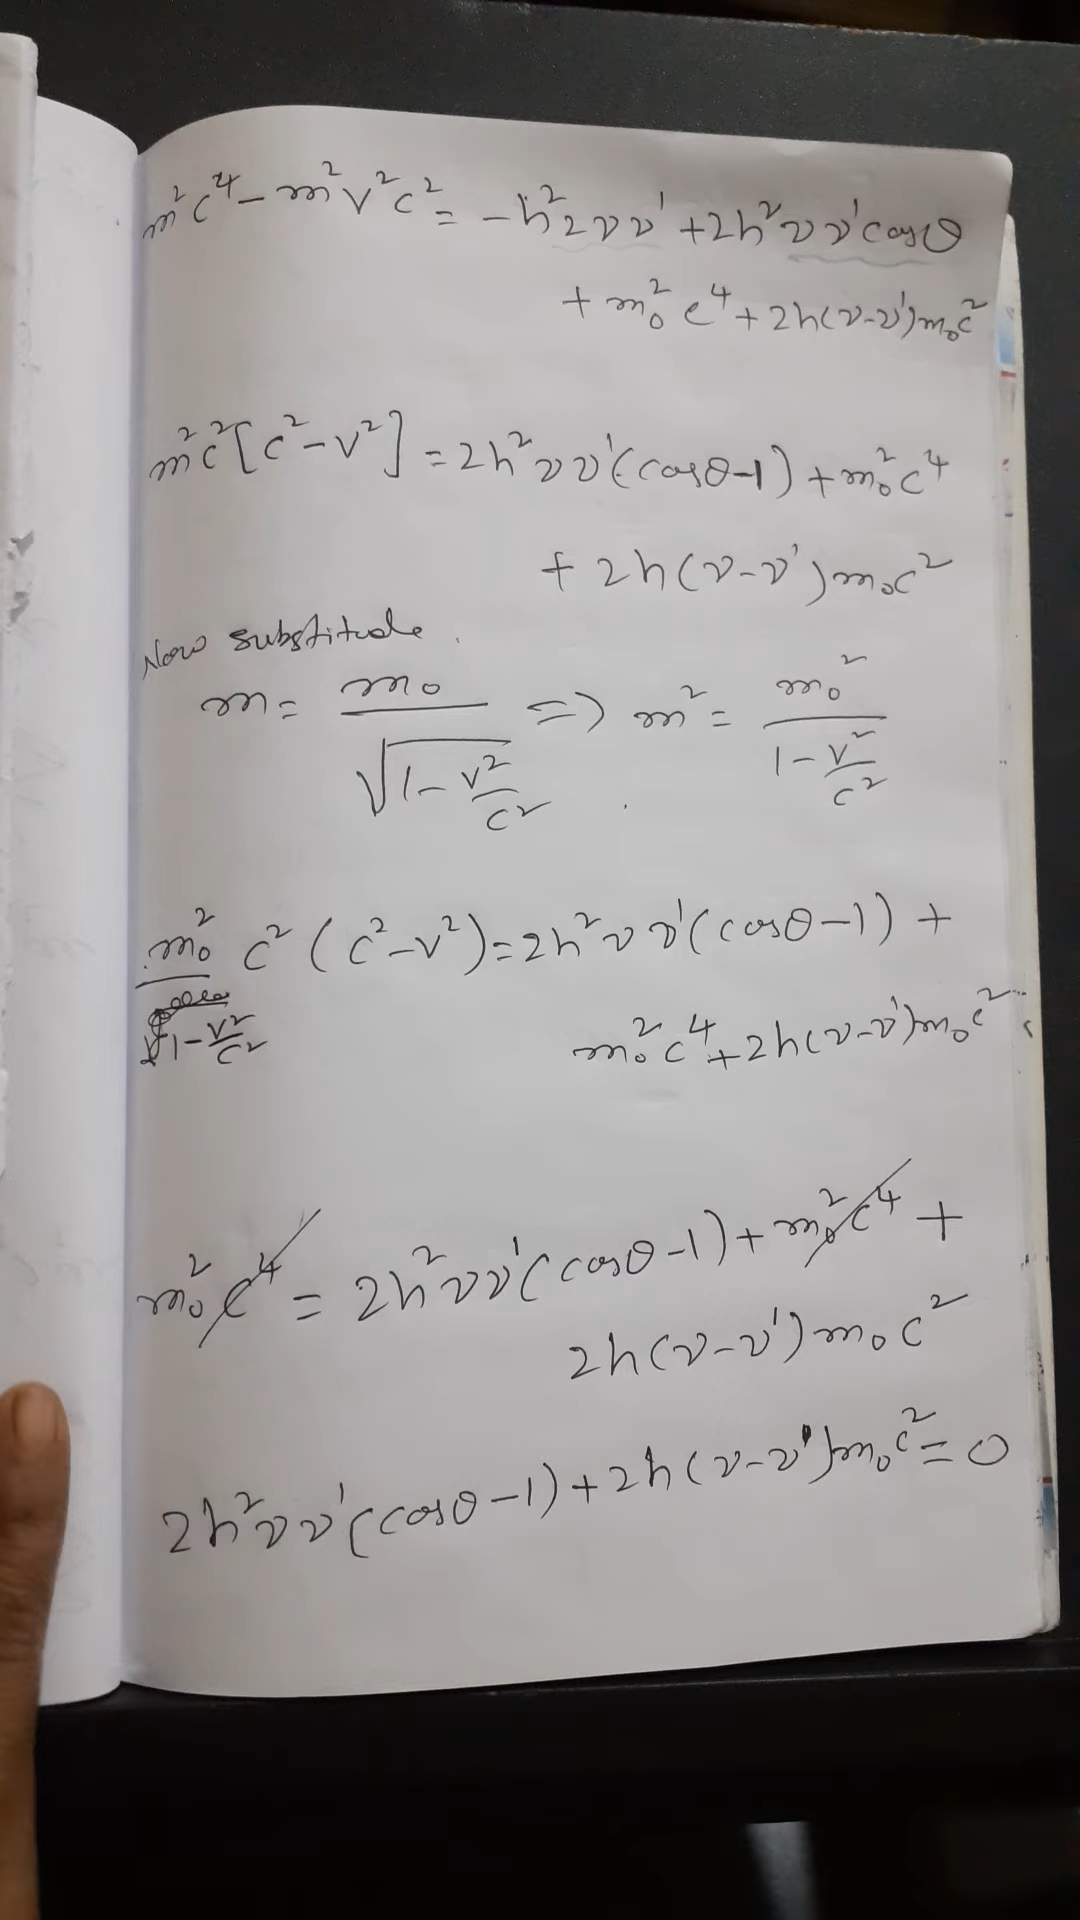 m²c⁴ - m²v²c² = -h²2νν' + 2h²νν'cosθ
+ m₀²c⁴ + 2h(ν-ν')m₀c²
m²c²[c²-v²] = 2h²νν'(cosθ-1) + m₀²c⁴
+ 2h(ν-ν')m₀c²
Now substitude.
m = m₀/√(1-v²/c²) => m² = m₀²/(1-v²/c²)
m₀²/(1-v²/c²) c²(c²-v²) = 2h²νν'(cosθ-1) +
m₀²c⁴ + 2h(ν-ν')m₀c²
m₀²c⁴ = 2h²νν'(cosθ-1) + m₀²c⁴ +
2h(ν-ν')m₀c²
2h²νν'(cosθ-1) + 2h(ν-ν')m₀c² = 0